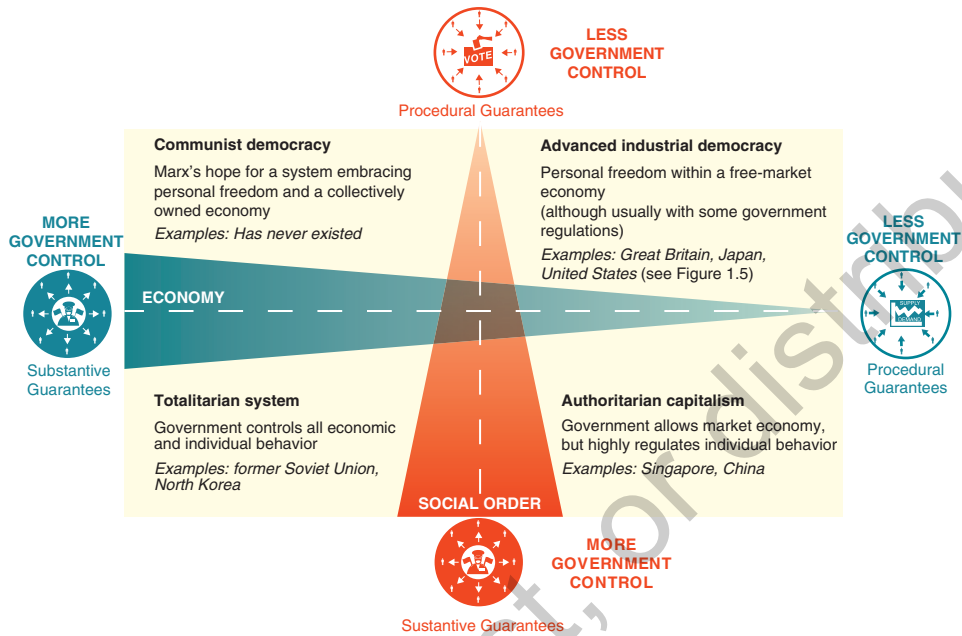 VOTE
LESS
GOVERNMENT
CONTROL
Procedural Guarantees
Communist democracy
Marx's hope for a system embracing
personal freedom and a collectively
owned economy
Examples: Has never existed
Advanced industrial democracy
Personal freedom within a free-market
economy
(although usually with some government
regulations)
Examples: Great Britain, Japan,
United States (see Figure 1.5)
MORE
GOVERNMENT
CONTROL
Substantive
Guarantees
ECONOMY
LESS
GOVERNMENT
CONTROL
SUPPLY
DEMAND
Procedural
Guarantees
Totalitarian system
Government controls all economic
and individual behavior
Examples: former Soviet Union,
North Korea
Authoritarian capitalism
Government allows market economy,
but highly regulates individual behavior
Examples: Singapore, China
SOCIAL ORDER
MORE
GOVERNMENT
CONTROL
Sustantive Guarantees
or